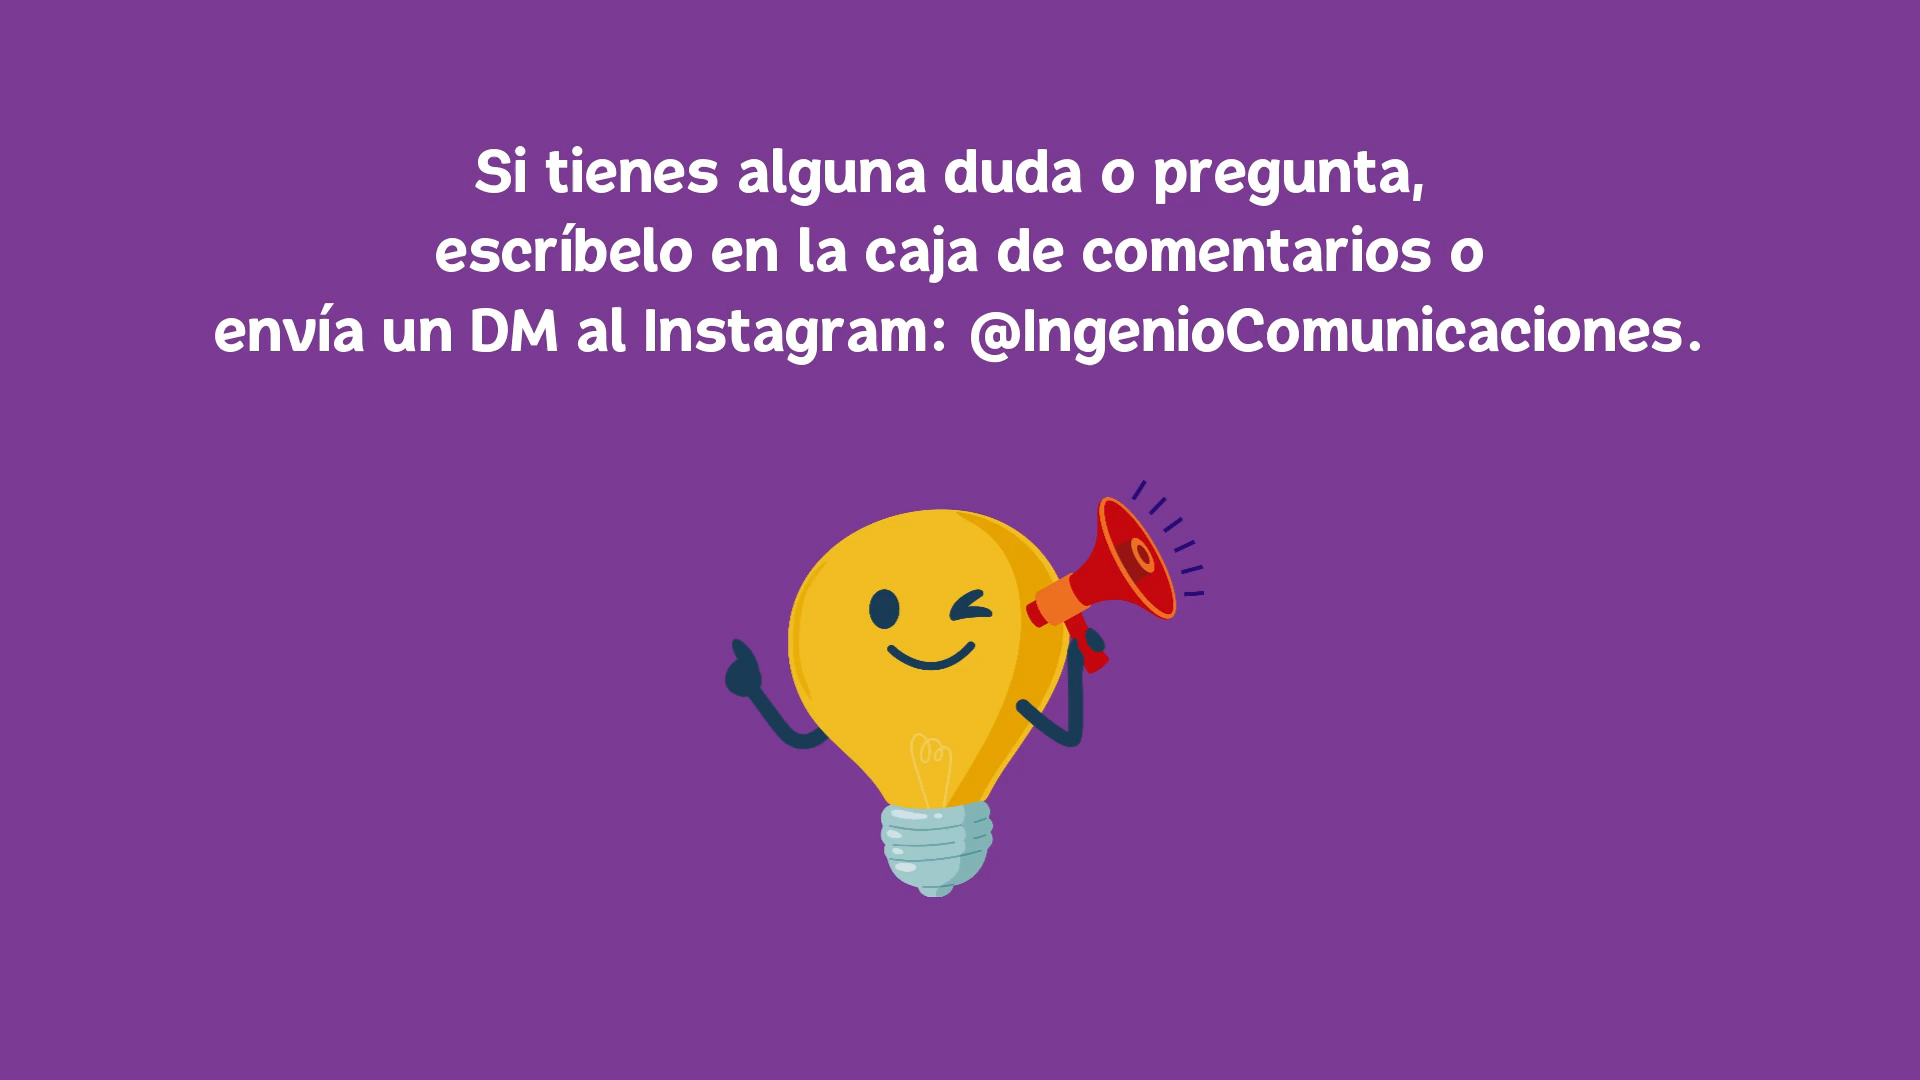 Si tienes alguna duda o pregunta,
escríbelo en la caja de comentarios o
envía un DM al Instagram: @IngenioComunicaciones.